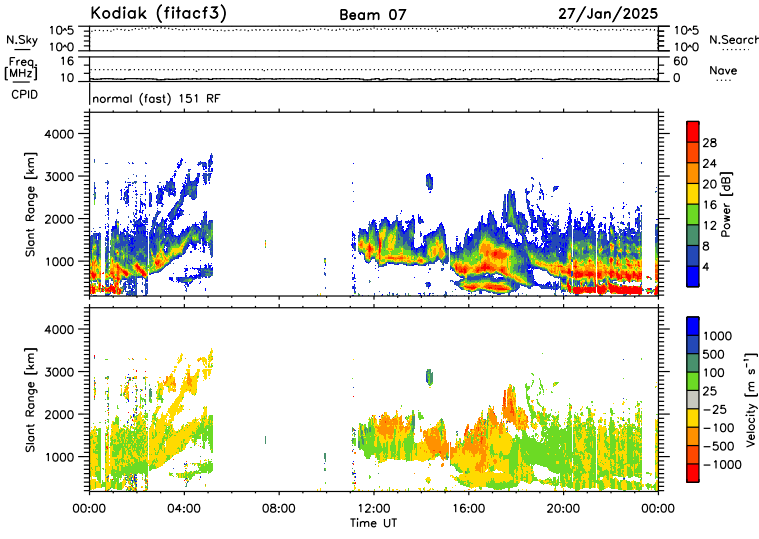 Kodiak (fitacf3) Beam 07 27/Jan/2025
N.Sky 10^5 10^5 N.Search
10^0 10^0
Freq. 16 60
[MHz] 10 0 Nave
CPID normal (fast) 151 RF
Slant Range [km]
4000
3000
2000
1000
28
24
20
16
12
8
4
Power [dB]
Slant Range [km]
4000
3000
2000
1000
1000
500
100
25
-25
-100
-500
-1000
Velocity [m s⁻¹]
00:00 04:00 08:00 12:00 16:00 20:00 00:00
Time UT